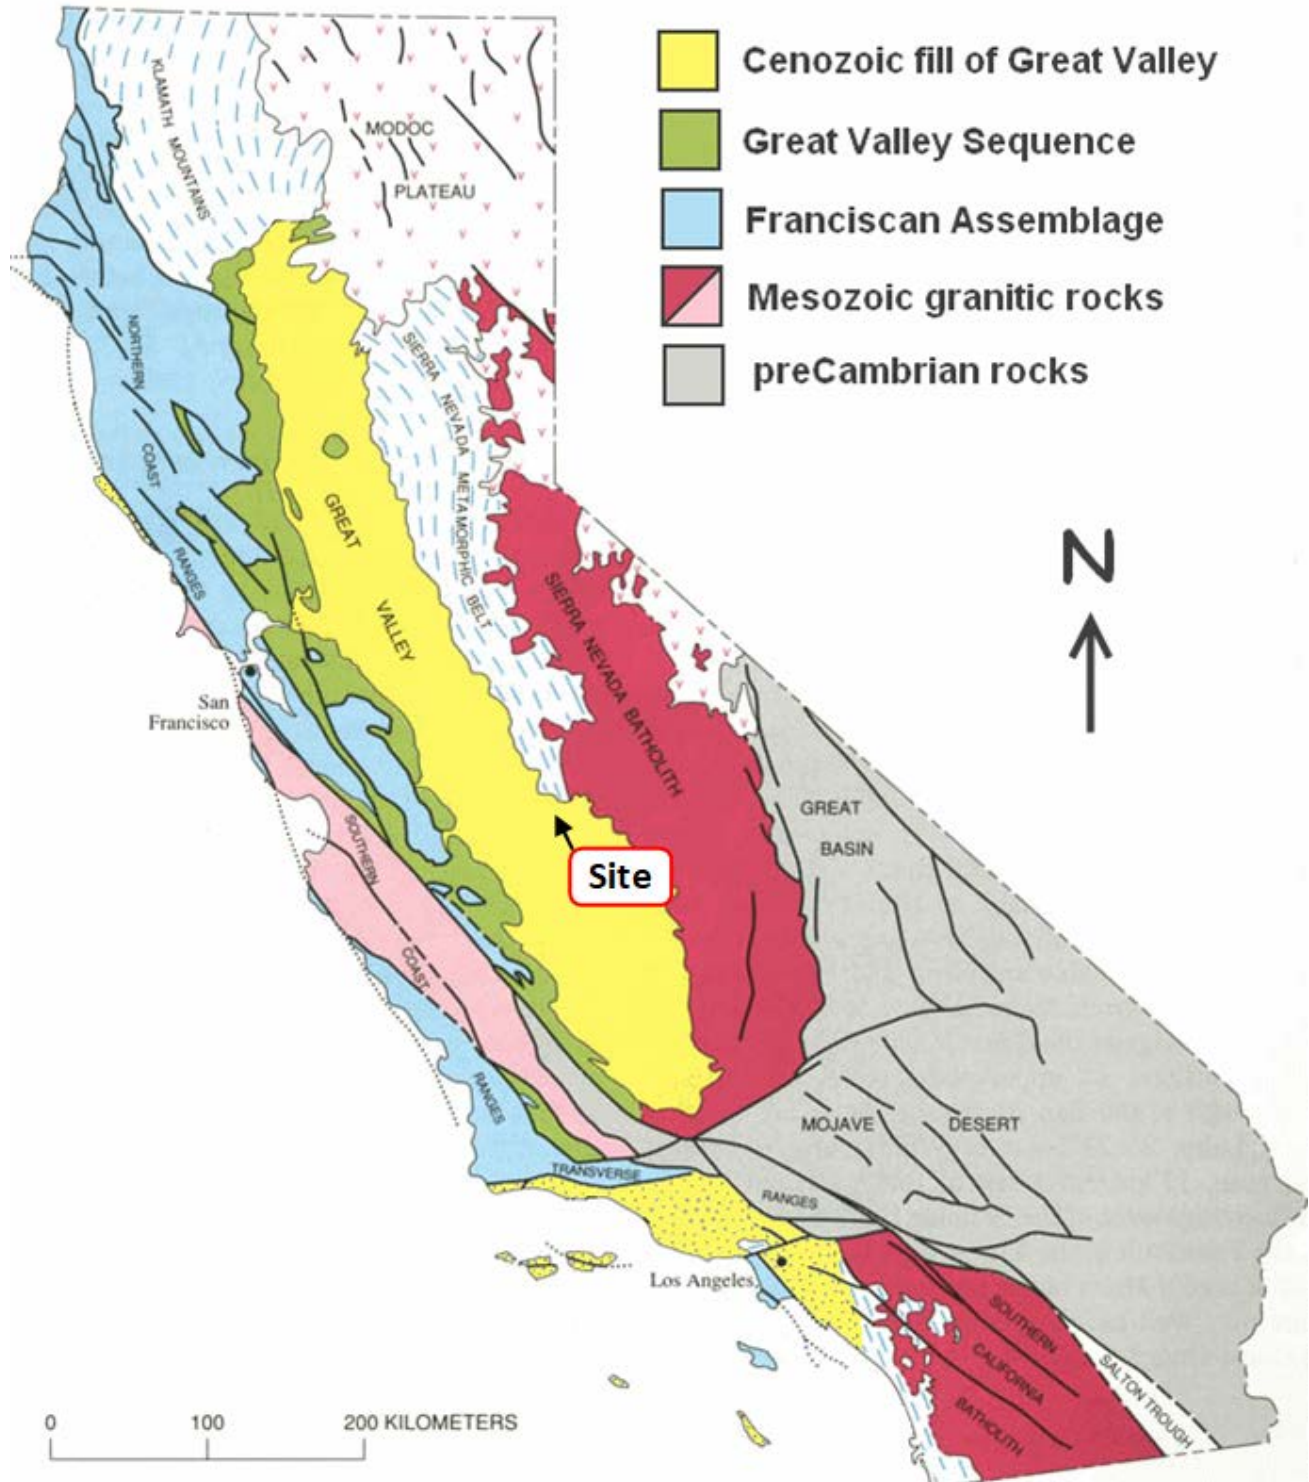 Cenozoic fill of Great Valley
Great Valley Sequence
Franciscan Assemblage
Mesozoic granitic rocks
preCambrian rocks
KLAMATH MOUNTAINS
MODOC
PLATEAU
NORTHERN
COAST
RANGES
SIERRA NEVADA METAMORPHIC BELT
GREAT
VALLEY
SIERRA NEVADA BATHOLITH
N
San
Francisco
GREAT
BASIN
Site
SOUTHERN
COAST
RANGES
MOJAVE DESERT
TRANSVERSE
RANGES
Los Angeles
SOUTHERN
CALIFORNIA
BATHOLITH
SALTON TROUGH
0 100 200 KILOMETERS